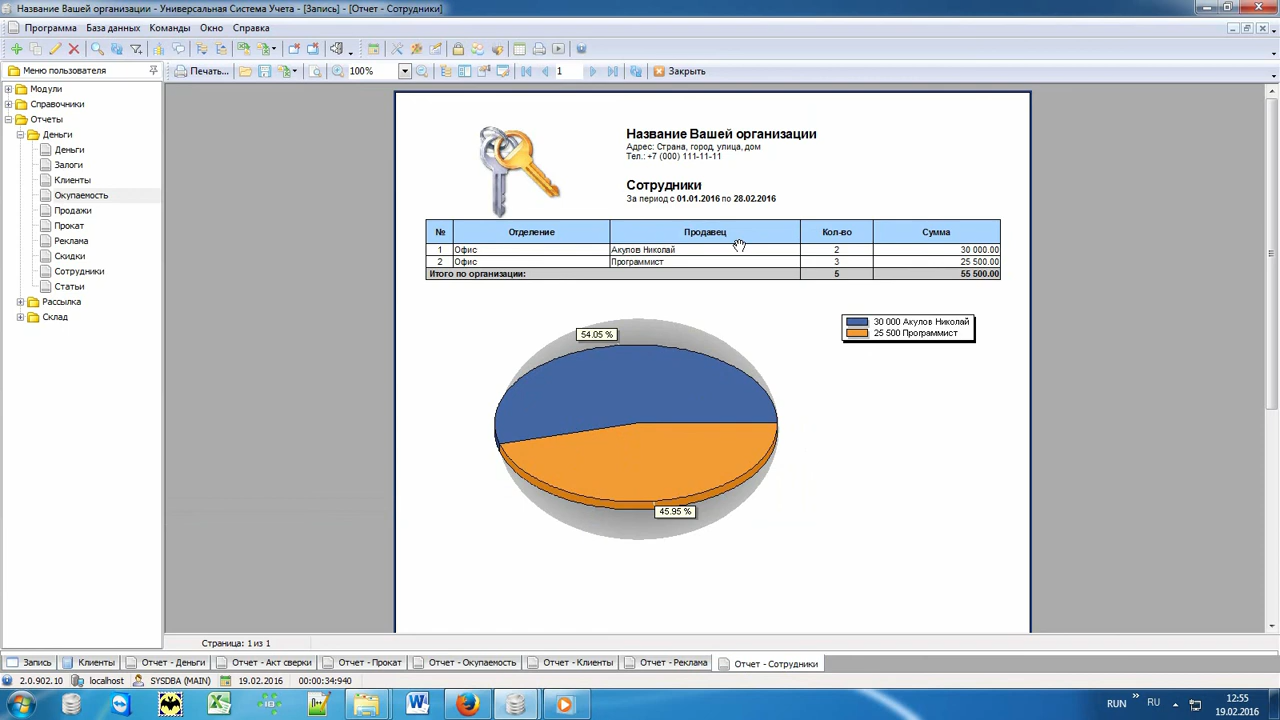 Название Вашей организации - Универсальная Система Учета - [Запись] - [Отчет - Сотрудники]
Программа База данных Команды Окно Справка
Меню пользователя
Печать... 100% 1 Закрыть
Модули
Справочники
Отчеты
Деньги
Деньги
Залоги
Клиенты
Окупаемость
Продажи
Прокат
Реклама
Скидки
Сотрудники
Статьи
Рассылка
Склад
Название Вашей организации
Адрес: Страна, город, улица, дом
Тел.: +7 (000) 111-11-11
Сотрудники
За период с 01.01.2016 по 28.02.2016
№ Отделение Продавец Кол-во Сумма
1 Офис Акулов Николай 2 30 000.00
2 Офис Программист 3 25 500.00
Итого по организации: 5 55 500.00
30 000 Акулов Николай
25 500 Программист
54.05 %
45.95 %
Страница: 1 из 1
Запись Клиенты Отчет - Деньги Отчет - Акт сверки Отчет - Прокат Отчет - Окупаемость Отчет - Клиенты Отчет - Реклама Отчет - Сотрудники
2.0.902.10 localhost SYSDBA (MAIN) 19.02.2016 00:00:34:940
RUN RU 12:55
19.02.2016